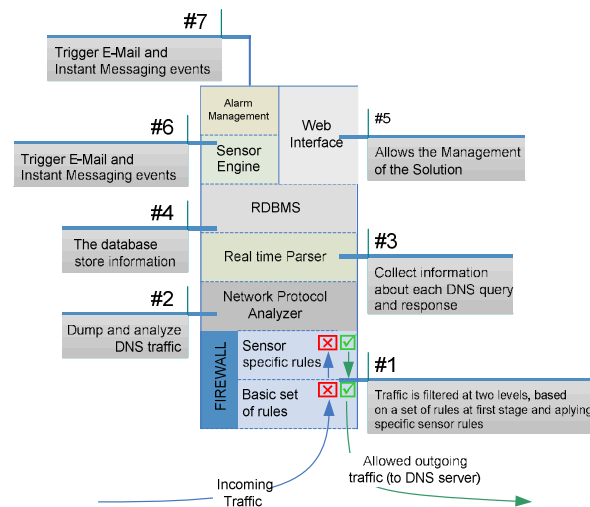 #7
Trigger E-Mail and
Instant Messaging events
#6
Trigger E-Mail and
Instant Messaging events
#4
The database
store information
#2
Dump and analyze
DNS traffic
Alarm
Management
Sensor
Engine
Web
Interface
RDBMS
Real time Parser
Network Protocol
Analyzer
FIREWALL
Sensor
specific rules
Basic set
of rules
#5
Allows the Management
of the Solution
#3
Collect information
about each DNS query
and response
#1
Traffic is filtered at two levels, based
on a set of rules at first stage and aplying
specific sensor rules
Incoming
Traffic
Allowed outgoing
traffic (to DNS server)